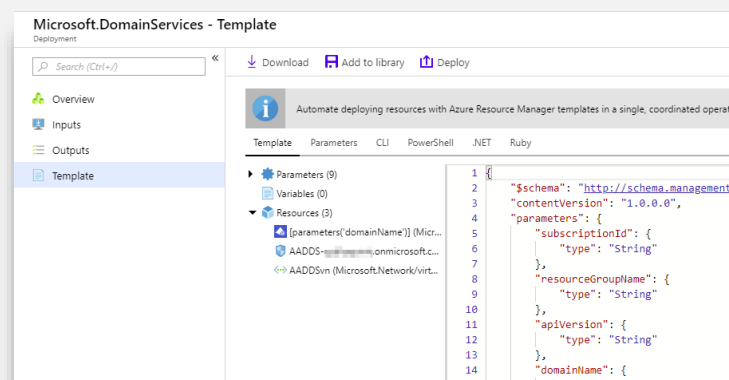 Microsoft.DomainServices - Template
Deployment
Search (Ctrl+/)
«
Overview
Inputs
Outputs
Template
Download
Add to library
Deploy
Automate deploying resources with Azure Resource Manager templates in a single, coordinated operat
Template Parameters CLI PowerShell .NET Ruby
Parameters (9)
Variables (0)
Resources (3)
[parameters('domainName')] (Micr...
AADDS- .onmicrosoft.c...
AADDSvn (Microsoft.Network/virt...
1 {
2 "$schema": "http://schema.management
3 "contentVersion": "1.0.0.0",
4 "parameters": {
5 "subscriptionId": {
6 "type": "String"
7 },
8 "resourceGroupName": {
9 "type": "String"
10 },
11 "apiVersion": {
12 "type": "String"
13 },
14 "domainName": {